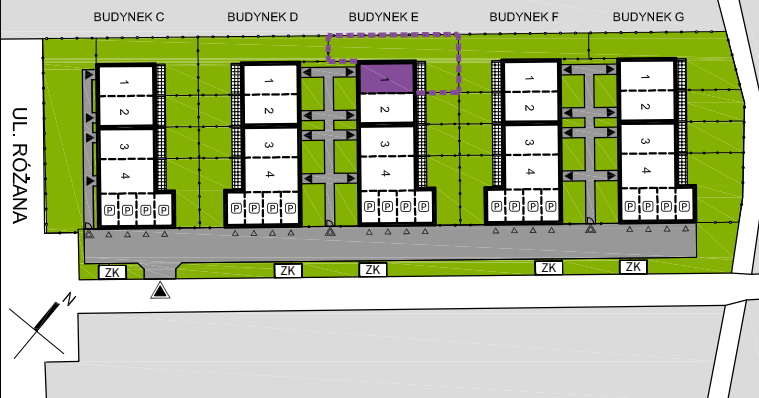 BUDYNEK C BUDYNEK D BUDYNEK E BUDYNEK F BUDYNEK G
UL. RÓŻANA
1 1 1 1 1
2 2 2 2 2
3 3 3 3 3
4 4 4 4 4
P P P P P P P P P P P P P P P P P P P P
ZK ZK ZK ZK ZK
N